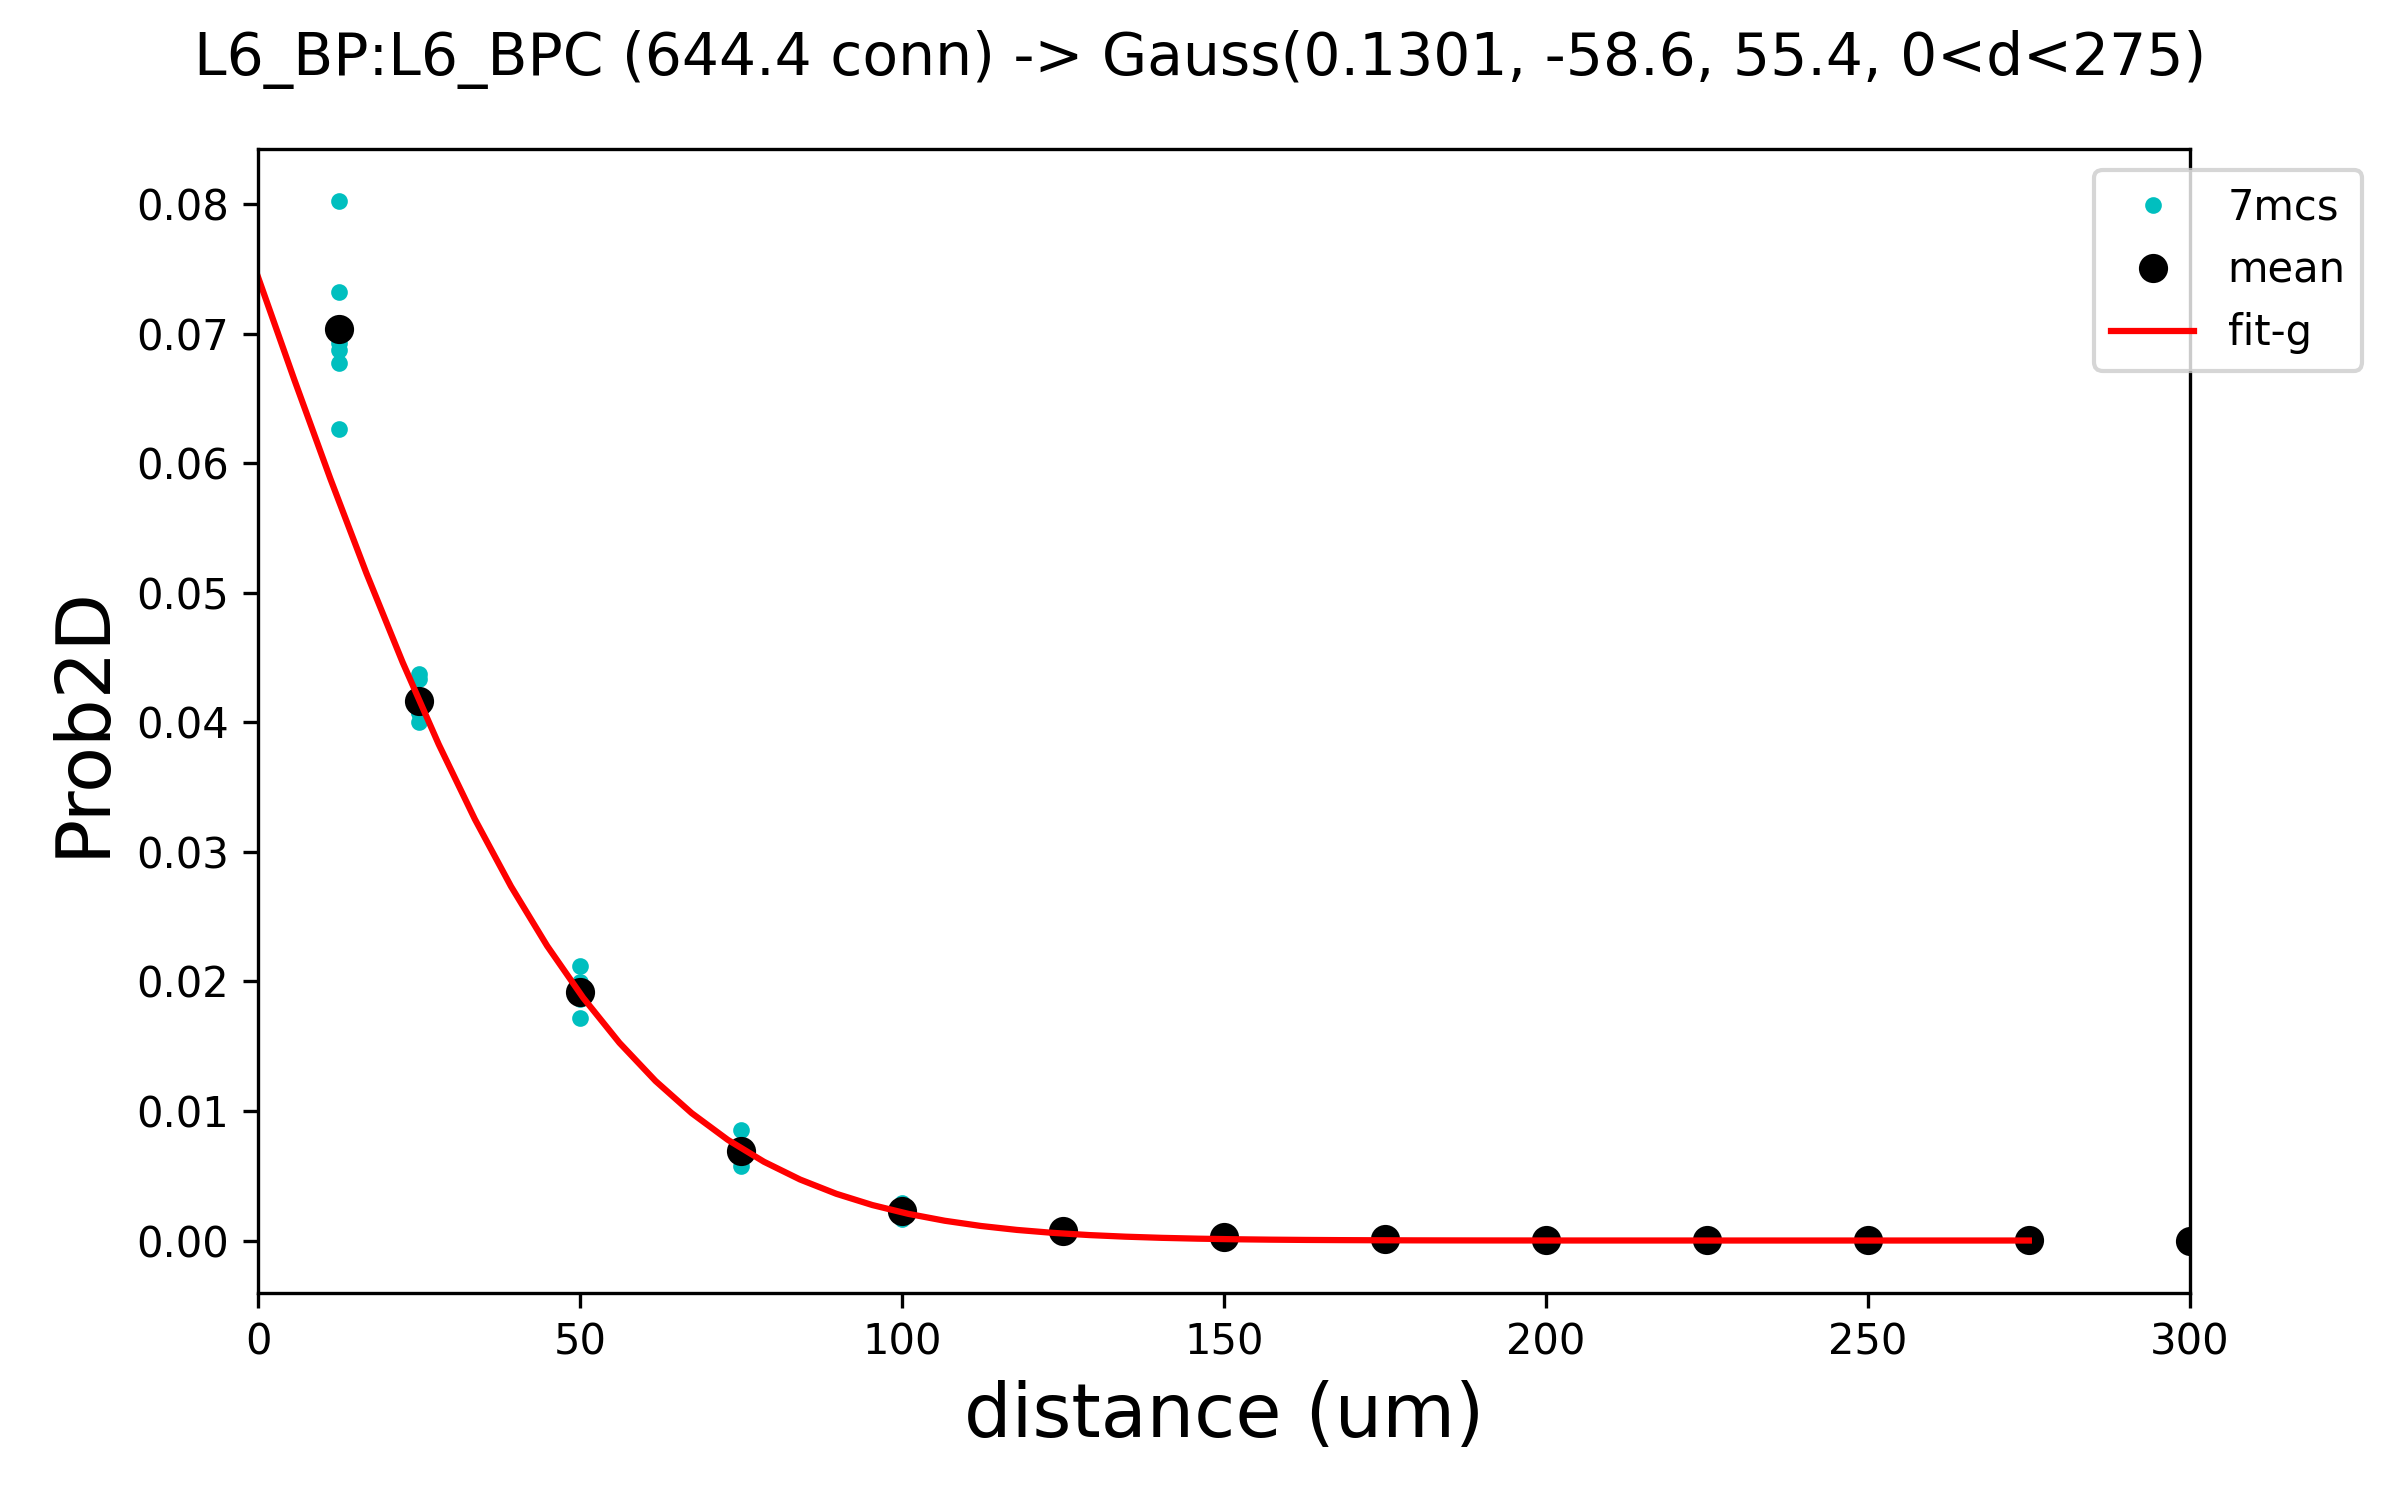 L6_BP:L6_BPC (644.4 conn) -> Gauss(0.1301, -58.6, 55.4, 0<d<275)
7mcs
mean
fit-g
Prob2D
0.08
0.07
0.06
0.05
0.04
0.03
0.02
0.01
0.00
0 50 100 150 200 250 300
distance (um)